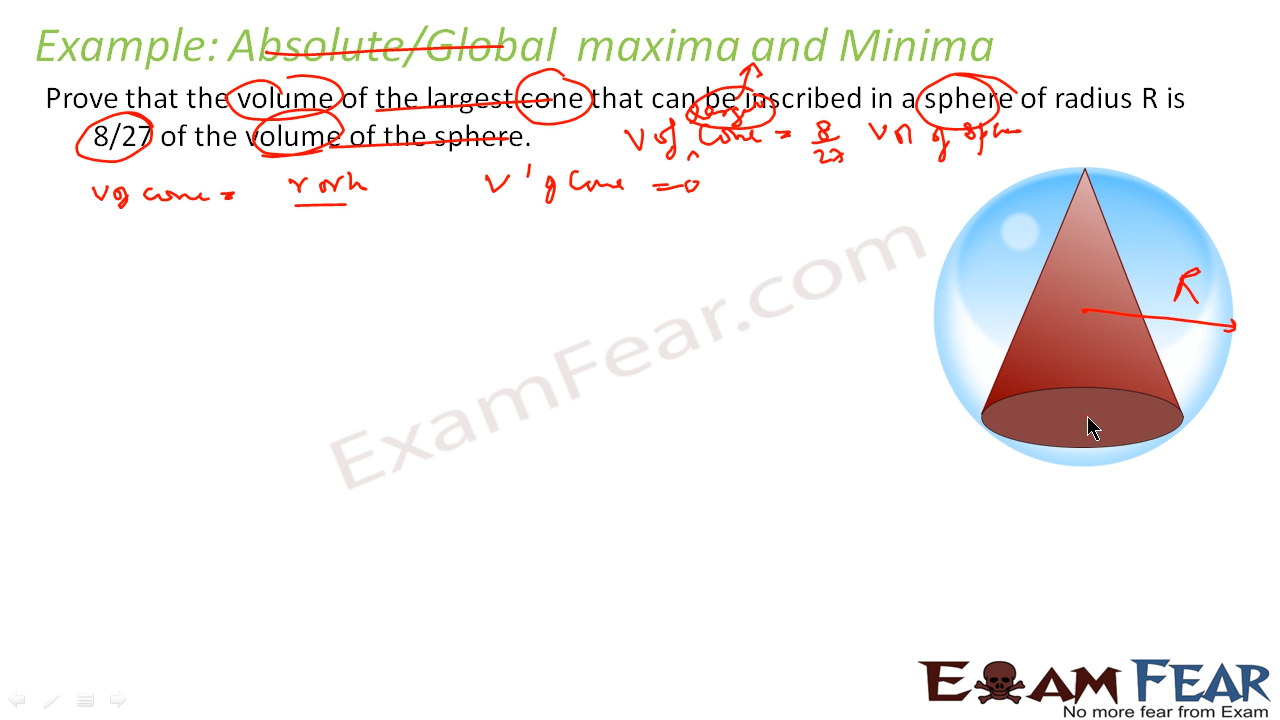 Example: Absolute/Global maxima and Minima
Prove that the volume of the largest cone that can be inscribed in a sphere of radius R is
8/27 of the volume of the sphere.
V of cone = 8/27 Vol of
V of cone = r or h
V' of cone = 0
R
ExamFear.com
EXAM FEAR
No more fear from Exam